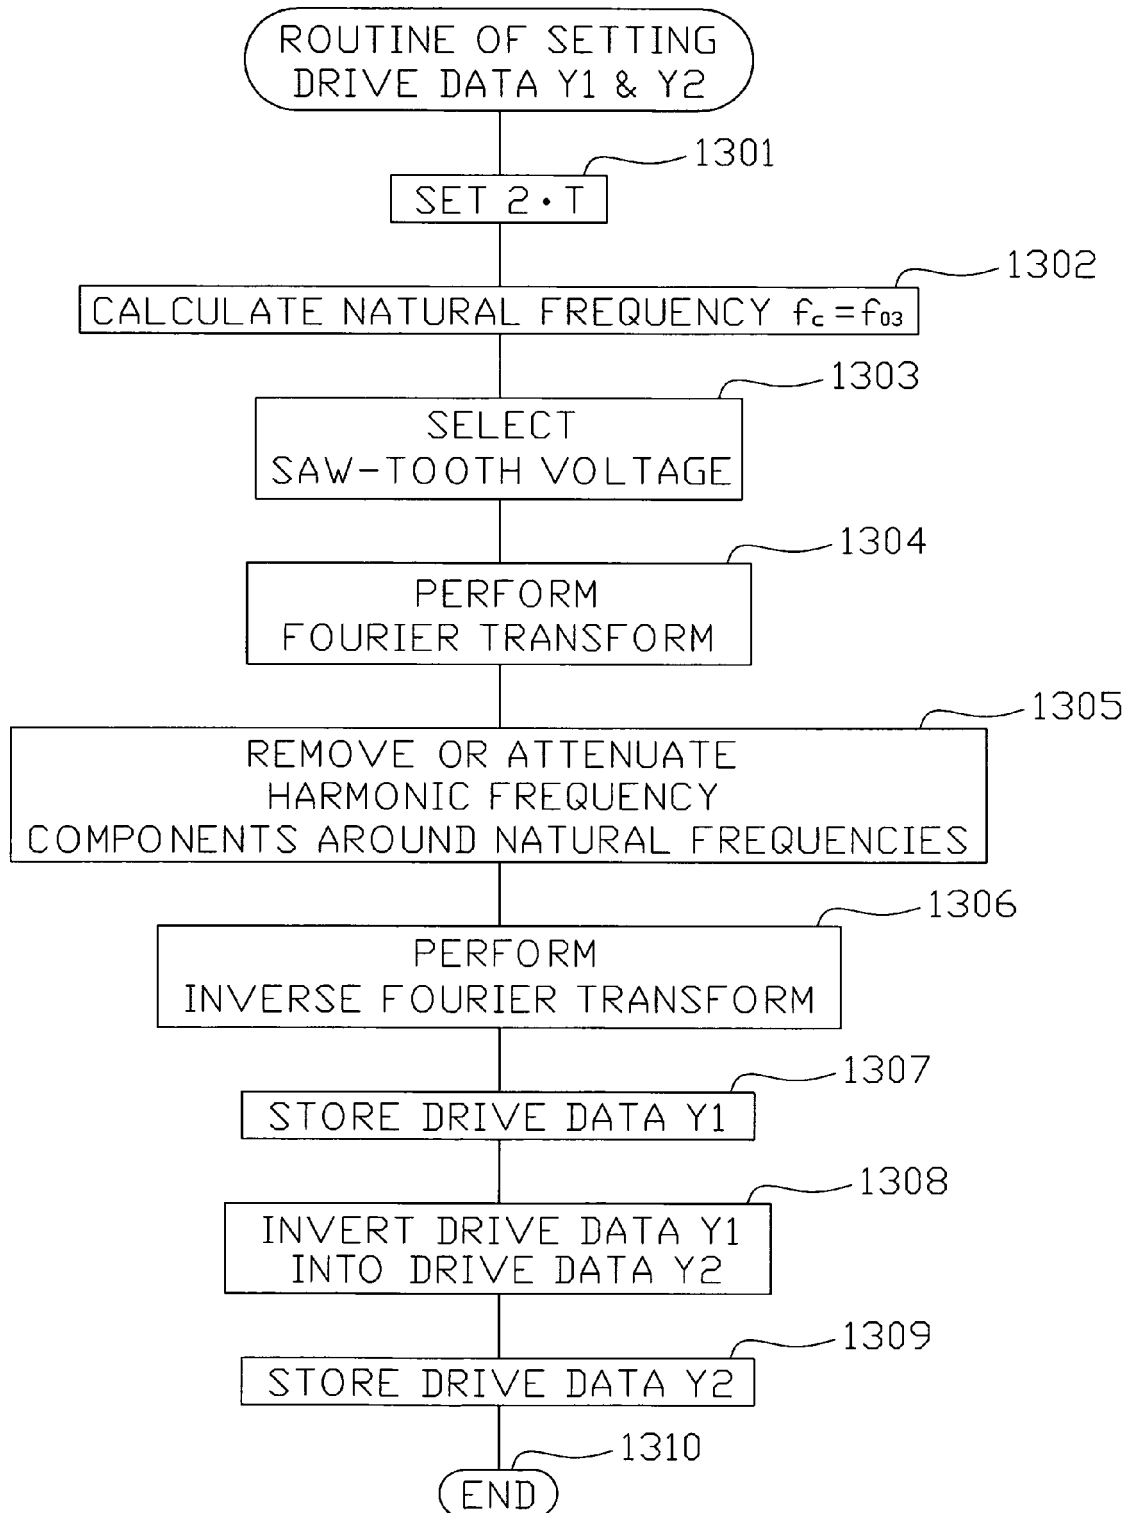 ROUTINE OF SETTING
DRIVE DATA Y1 & Y2
1301
SET 2・T
1302
CALCULATE NATURAL FREQUENCY fc=f03
1303
SELECT
SAW-TOOTH VOLTAGE
1304
PERFORM
FOURIER TRANSFORM
1305
REMOVE OR ATTENUATE
HARMONIC FREQUENCY
COMPONENTS AROUND NATURAL FREQUENCIES
1306
PERFORM
INVERSE FOURIER TRANSFORM
1307
STORE DRIVE DATA Y1
1308
INVERT DRIVE DATA Y1
INTO DRIVE DATA Y2
1309
STORE DRIVE DATA Y2
1310
END